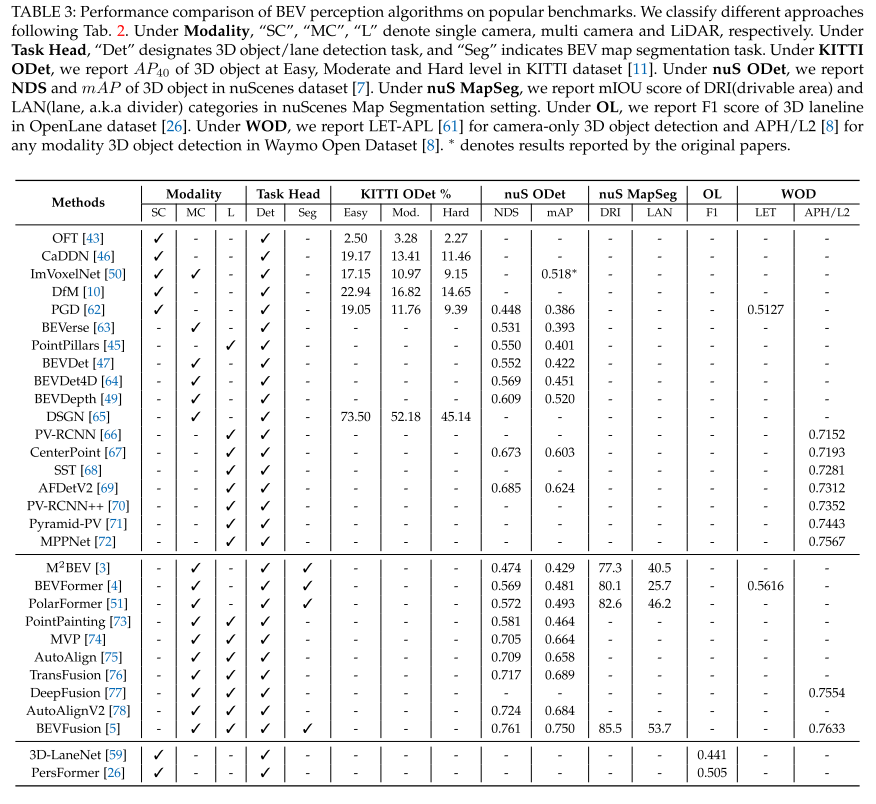 TABLE 3: Performance comparison of BEV perception algorithms on popular benchmarks. We classify different approaches
following Tab. 2. Under Modality, “SC”, “MC”, “L” denote single camera, multi camera and LiDAR, respectively. Under
Task Head, “Det” designates 3D object/lane detection task, and “Seg” indicates BEV map segmentation task. Under KITTI
ODet, we report AP40 of 3D object at Easy, Moderate and Hard level in KITTI dataset [11]. Under nuS ODet, we report
NDS and mAP of 3D object in nuScenes dataset [7]. Under nuS MapSeg, we report mIOU score of DRI(drivable area) and
LAN(lane, a.k.a divider) categories in nuScenes Map Segmentation setting. Under OL, we report F1 score of 3D laneline
in OpenLane dataset [26]. Under WOD, we report LET-APL [61] for camera-only 3D object detection and APH/L2 [8] for
any modality 3D object detection in Waymo Open Dataset [8]. * denotes results reported by the original papers.
Methods Modality Task Head KITTI ODet % nuS ODet nuS MapSeg OL WOD
SC MC L Det Seg Easy Mod. Hard NDS mAP DRI LAN F1 LET APH/L2
OFT [43] ✓ - - ✓ 2.50 3.28 2.27 - - - - - - -
CaDDN [46] ✓ - - ✓ 19.17 13.41 11.46 - - - - - - -
ImVoxelNet [50] ✓ ✓ - ✓ 17.15 10.97 9.15 - 0.518* - - - - -
DfM [10] ✓ - - ✓ 22.94 16.82 14.65 - - - - - - -
PGD [62] ✓ - - ✓ 19.05 11.76 9.39 0.448 0.386 - - - 0.5127 -
BEVerse [63] - ✓ - ✓ - - - 0.531 0.393 - - - - -
PointPillars [45] - - ✓ ✓ - - - 0.550 0.401 - - - - -
BEVDet [47] - ✓ - ✓ - - - 0.552 0.422 - - - - -
BEVDet4D [64] - ✓ - ✓ - - - 0.569 0.451 - - - - -
BEVDepth [49] - ✓ - ✓ - - - 0.609 0.520 - - - - -
DSGN [65] - ✓ - ✓ 73.50 52.18 45.14 - - - - - - -
PV-RCNN [66] - - ✓ ✓ - - - - - - - - - 0.7152
CenterPoint [67] - - ✓ ✓ - - - 0.673 0.603 - - - - 0.7193
SST [68] - - ✓ ✓ - - - - - - - - - 0.7281
AFDetV2 [69] - - ✓ ✓ - - - 0.685 0.624 - - - - 0.7312
PV-RCNN++ [70] - - ✓ ✓ - - - - - - - - - 0.7352
Pyramid-PV [71] - - ✓ ✓ - - - - - - - - - 0.7443
MPPNet [72] - - ✓ ✓ - - - - - - - - - 0.7567
M²BEV [3] - ✓ - ✓ ✓ - - - 0.474 0.429 77.3 40.5 - - -
BEVFormer [4] - ✓ - ✓ ✓ - - - 0.569 0.481 80.1 25.7 - 0.5616 -
PolarFormer [51] - ✓ - ✓ ✓ - - - 0.572 0.493 82.6 46.2 - - -
PointPainting [73] - ✓ ✓ ✓ - - - 0.581 0.464 - - - - -
MVP [74] - ✓ ✓ ✓ - - - 0.705 0.664 - - - - -
AutoAlign [75] - ✓ ✓ ✓ - - - 0.709 0.658 - - - - -
TransFusion [76] - ✓ ✓ ✓ - - - 0.717 0.689 - - - - -
DeepFusion [77] - ✓ ✓ ✓ - - - - - - - - - 0.7554
AutoAlignV2 [78] - ✓ ✓ ✓ - - - 0.724 0.684 - - - - -
BEVFusion [5] - ✓ ✓ ✓ ✓ - - - 0.761 0.750 85.5 53.7 - - 0.7633
3D-LaneNet [59] ✓ - - ✓ - - - - - - - 0.441 - -
PersFormer [26] ✓ - - ✓ - - - - - - - 0.505 - -